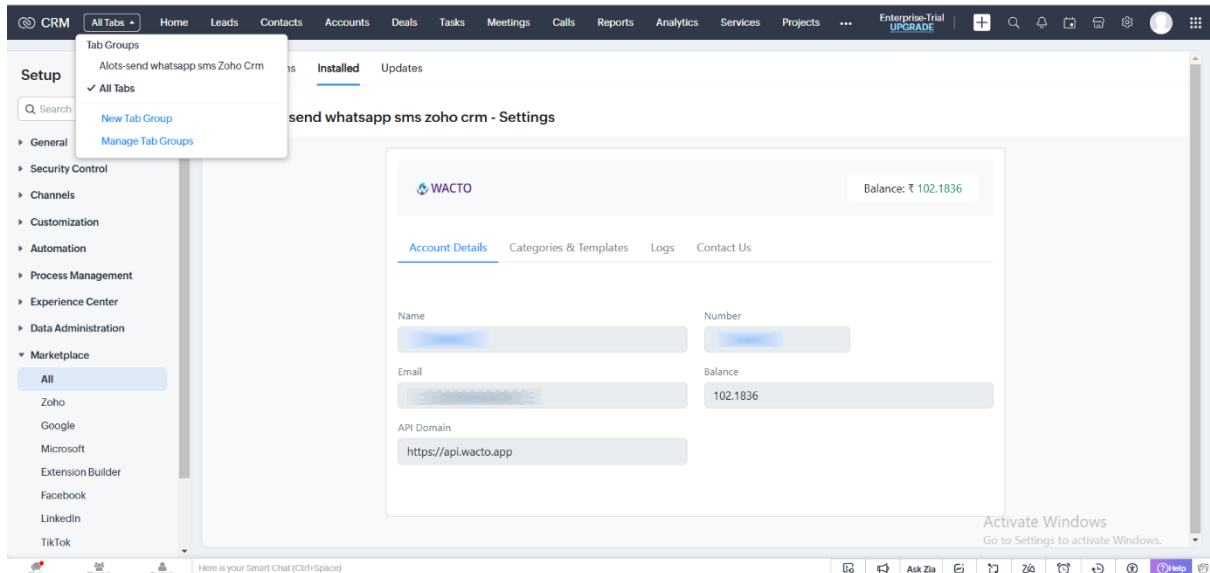 CRM All Tabs Home Leads Contacts Accounts Deals Tasks Meetings Calls Reports Analytics Services Projects ... Enterprise-Trial
UPGRADE
Tab Groups
Alots-send whatsapp sms Zoho Crm
All Tabs
New Tab Group
Manage Tab Groups
Setup
Search
General
Security Control
Channels
Customization
Automation
Process Management
Experience Center
Data Administration
Marketplace
All
Zoho
Google
Microsoft
Extension Builder
Facebook
LinkedIn
TikTok
Installed Updates
send whatsapp sms zoho crm - Settings
WACTO
Balance: ₹ 102.1836
Account Details Categories & Templates Logs Contact Us
Name
Number
Email
Balance
102.1836
API Domain
https://api.wacto.app
Activate Windows
Go to Settings to activate Windows.
Here is your Smart Chat (Ctrl+Space)
Ask Zia
Help